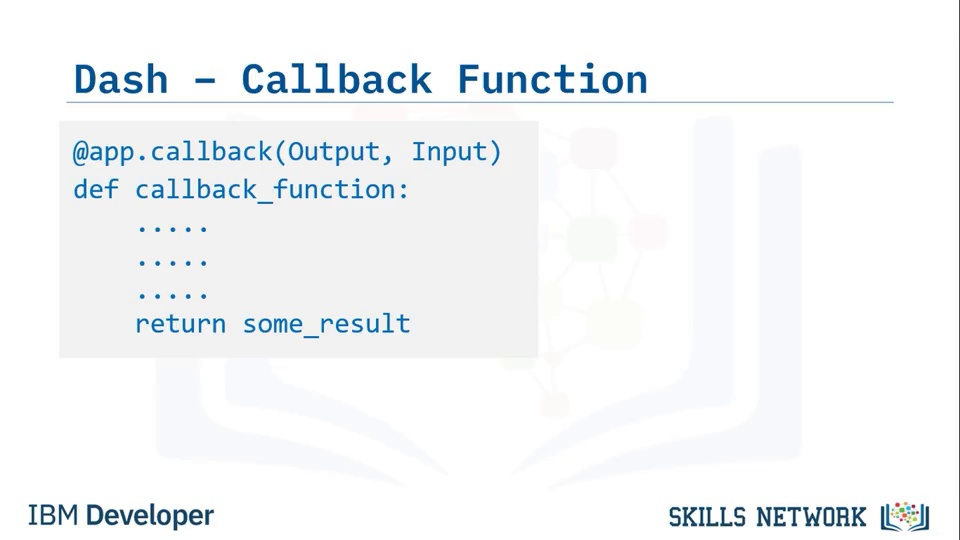 Dash – Callback Function
@app.callback(Output, Input)
def callback_function:
.....
.....
.....
return some_result
IBM Developer
SKILLS NETWORK